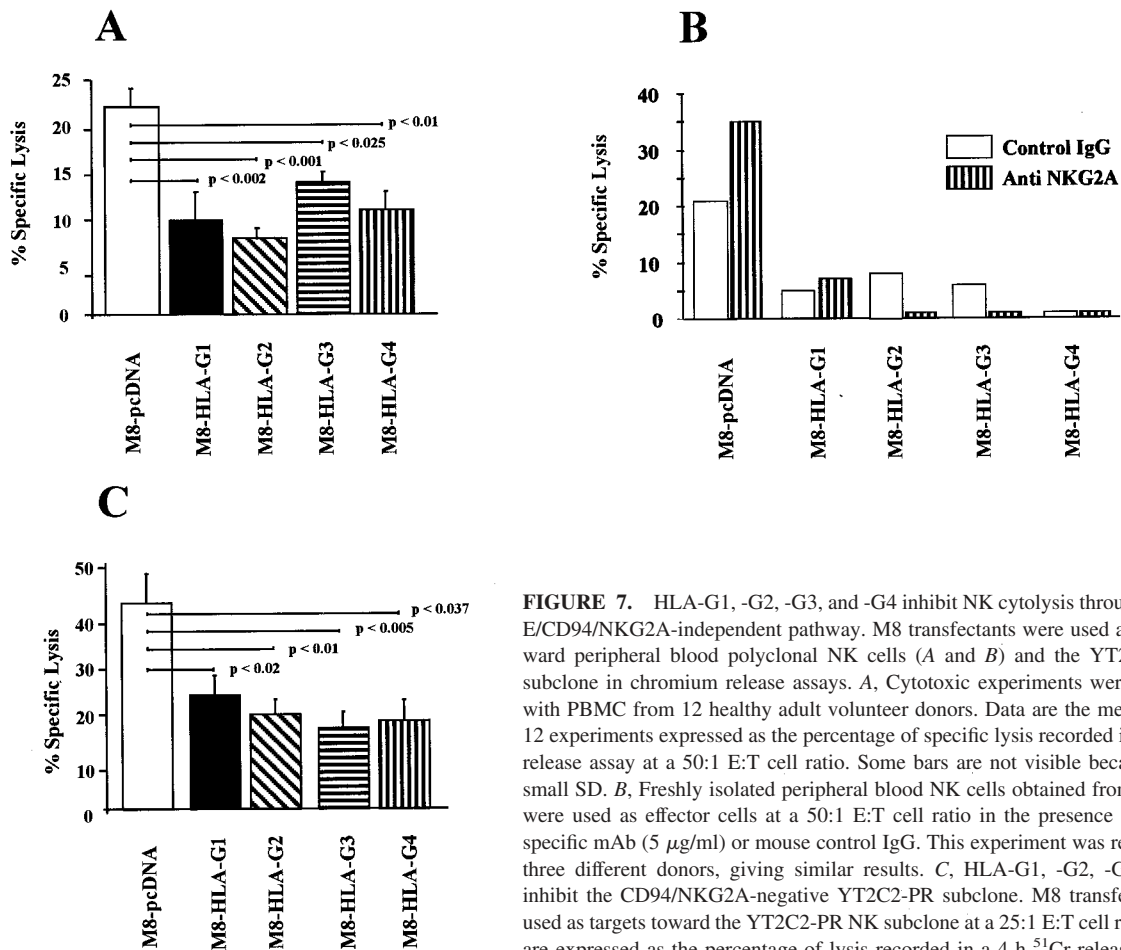 A
25
20
15
10
5
0
% Specific Lysis
p < 0.01
p < 0.025
p < 0.001
p < 0.002
M8-pcDNA
M8-HLA-G1
M8-HLA-G2
M8-HLA-G3
M8-HLA-G4
B
40
30
20
10
0
% Specific Lysis
Control IgG
Anti NKG2A
M8-pcDNA
M8-HLA-G1
M8-HLA-G2
M8-HLA-G3
M8-HLA-G4
C
50
40
30
20
10
0
% Specific Lysis
p < 0.037
p < 0.005
p < 0.01
p < 0.02
M8-pcDNA
M8-HLA-G1
M8-HLA-G2
M8-HLA-G3
M8-HLA-G4
FIGURE 7. HLA-G1, -G2, -G3, and -G4 inhibit NK cytolysis throu
E/CD94/NKG2A-independent pathway. M8 transfectants were used a
ward peripheral blood polyclonal NK cells (A and B) and the YT2
subclone in chromium release assays. A, Cytotoxic experiments wer
with PBMC from 12 healthy adult volunteer donors. Data are the me
12 experiments expressed as the percentage of specific lysis recorded i
release assay at a 50:1 E:T cell ratio. Some bars are not visible beca
small SD. B, Freshly isolated peripheral blood NK cells obtained from
were used as effector cells at a 50:1 E:T cell ratio in the presence
specific mAb (5 μg/ml) or mouse control IgG. This experiment was re
three different donors, giving similar results. C, HLA-G1, -G2, -G
inhibit the CD94/NKG2A-negative YT2C2-PR subclone. M8 transfe
used as targets toward the YT2C2-PR NK subclone at a 25:1 E:T cell r
are expressed as the percentage of lysis recorded in a 4-h 51Cr-releas